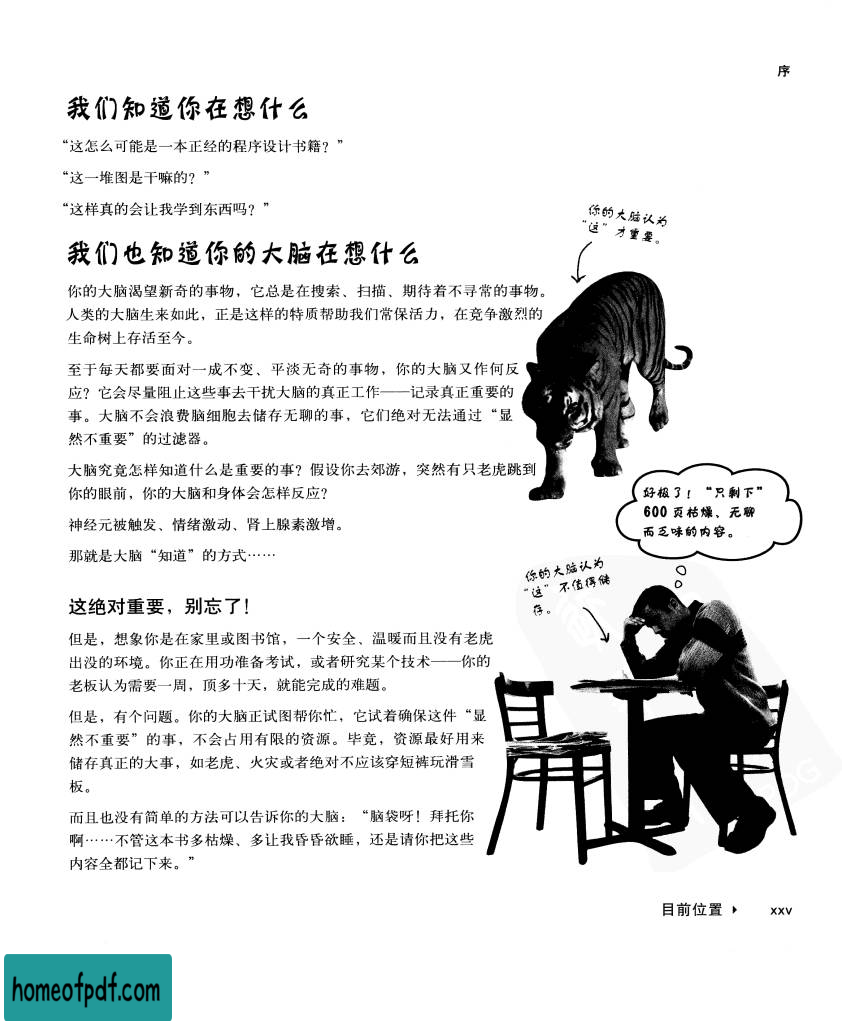 序
我们知道你在想什么
“这怎么可能是一本正经的程序设计书籍？”
“这一堆图是干嘛的？”
“这样真的会让我学到东西吗？”
你的大脑认为
“这”才重要。
我们也知道你的大脑在想什么
你的大脑渴望新奇的事物，它总是在搜索、扫描、期待着不寻常的事物。
人类的大脑生来如此，正是这样的特质帮助我们常保活力，在竞争激烈的
生命树上存活至今。
至于每天都要面对一成不变、平淡无奇的事物，你的大脑又作何反
应？它会尽量阻止这些事去干扰大脑的真正工作——记录真正重要的
事。大脑不会浪费脑细胞去储存无聊的事，它们绝对无法通过“显
然不重要”的过滤器。
大脑究竟怎样知道什么是重要的事？假设你去郊游，突然有只老虎跳到
你的眼前，你的大脑和身体会怎样反应？
神经元被触发、情绪激动、肾上腺素激增。
那就是大脑“知道”的方式……
好极了！“只剩下”
600 页枯燥、无聊
而乏味的内容。
你的大脑认为
“这”不值得储
存。
这绝对重要，别忘了！
但是，想象你是在家里或图书馆，一个安全、温暖而且没有老虎
出没的环境。你正在用功准备考试，或者研究某个技术——你的
老板认为需要一周，顶多十天，就能完成的难题。
但是，有个问题。你的大脑正试图帮你忙，它试着确保这件“显
然不重要”的事，不会占用有限的资源。毕竟，资源最好用来
储存真正的大事，如老虎、火灾或者绝对不应该穿短裤玩滑雪
板。
而且也没有简单的方法可以告诉你的大脑：“脑袋呀！拜托你
啊……不管这本书多枯燥、多让我昏昏欲睡，还是请你把这些
内容全都记下来。”
目前位置 ▸ xxv
homeofpdf.com